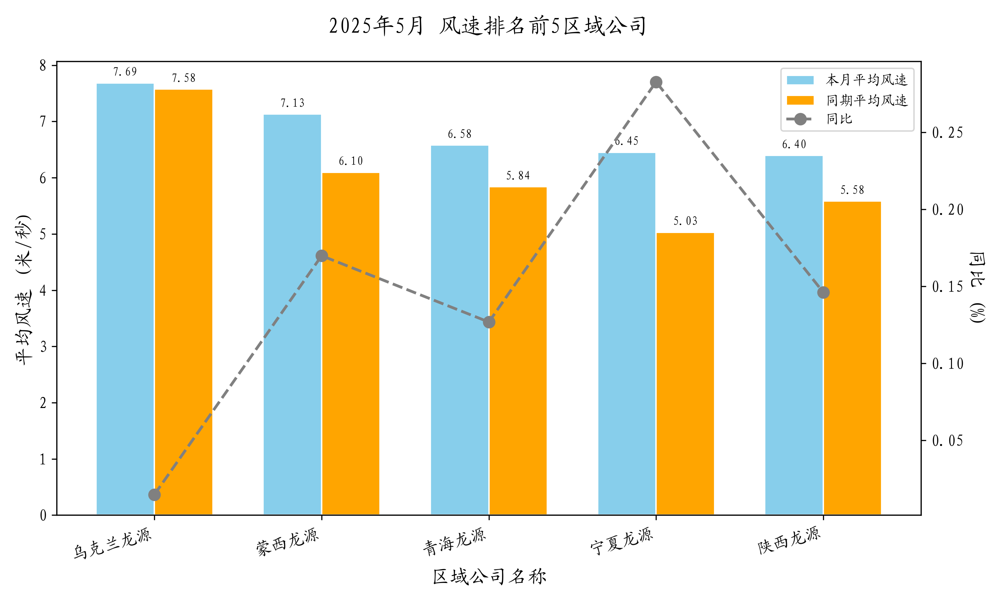 2025年5月 风速排名前5区域公司
本月平均风速
同期平均风速
同比
7.69
7.58
7.13
6.10
6.58
5.84
6.45
5.03
6.40
5.58
平均风速 (米/秒)
8
7
6
5
4
3
2
1
0
同比 (%)
0.25
0.20
0.15
0.10
0.05
乌克兰龙源
蒙西龙源
青海龙源
宁夏龙源
陕西龙源
区域公司名称